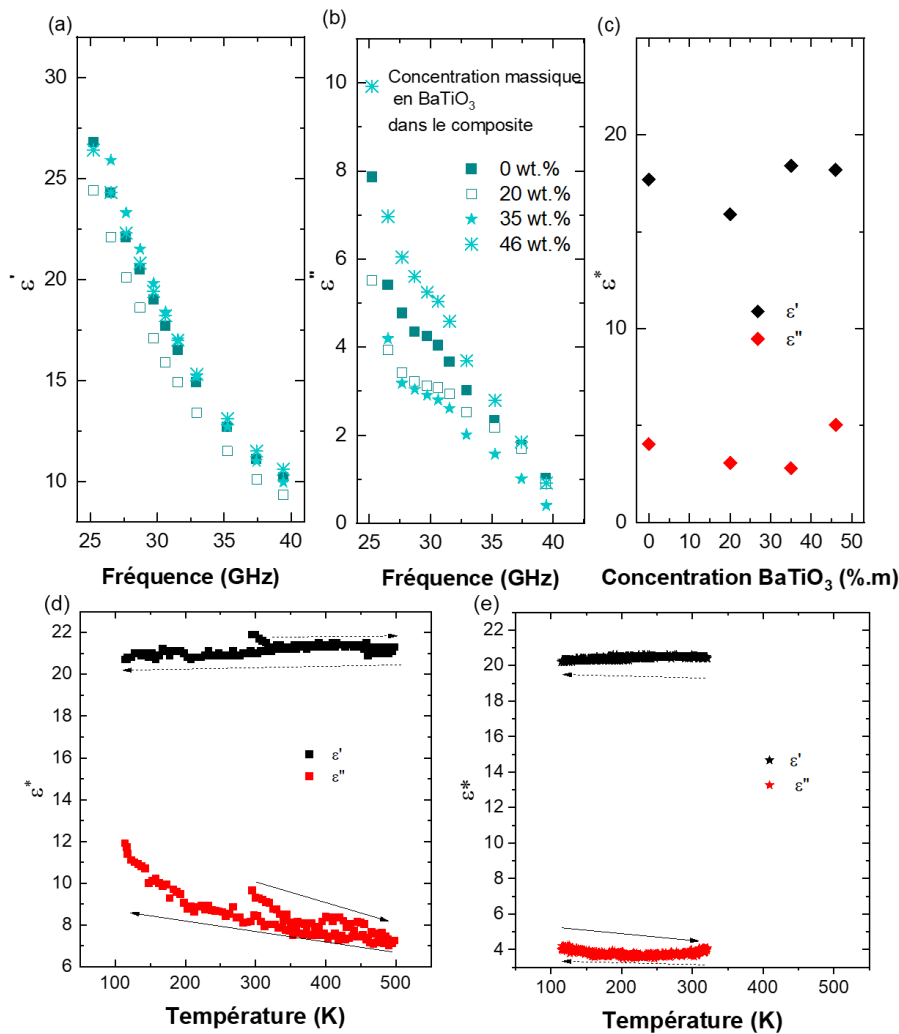 (a)
(b)
(c)
30
25
20
15
10
25 30 35 40
ε'
Fréquence (GHz)
10
8
6
4
2
0
25 30 35 40
ε''
Fréquence (GHz)
Concentration massique
en BaTiO3
dans le composite
0 wt.%
20 wt.%
35 wt.%
46 wt.%
20
10
0
0 10 20 30 40 50
ε*
ε'
ε''
Concentration BaTiO3 (%.m)
(d)
(e)
22
20
18
16
14
12
10
8
6
100 200 300 400 500
ε*
ε'
ε''
Température (K)
22
20
18
16
14
12
10
8
6
4
100 200 300 400 500
ε*
ε'
ε''
Température (K)